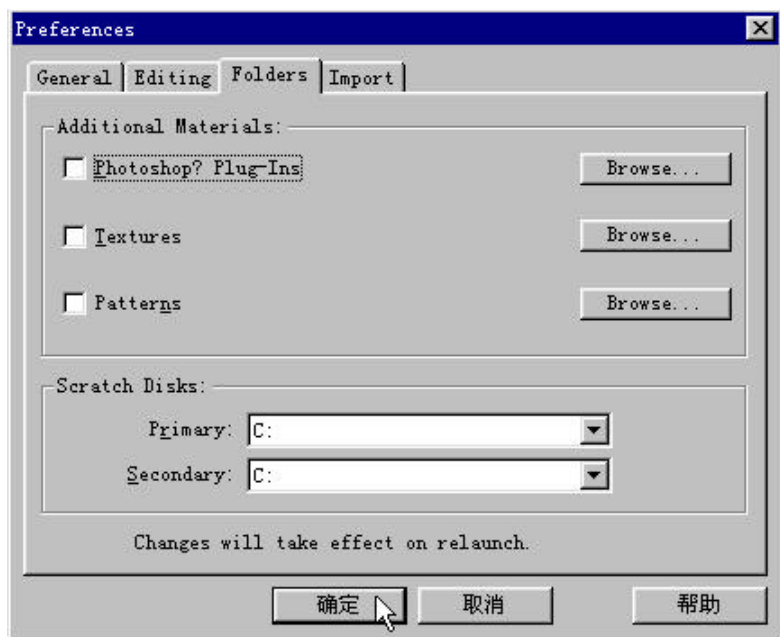 Preferences
General Editing Folders Import
Additional Materials:
Photoshop? Plug-Ins Browse...
Textures Browse...
Patterns Browse...
Scratch Disks:
Primary: C:
Secondary: C:
Changes will take effect on relaunch.
确定 取消 帮助